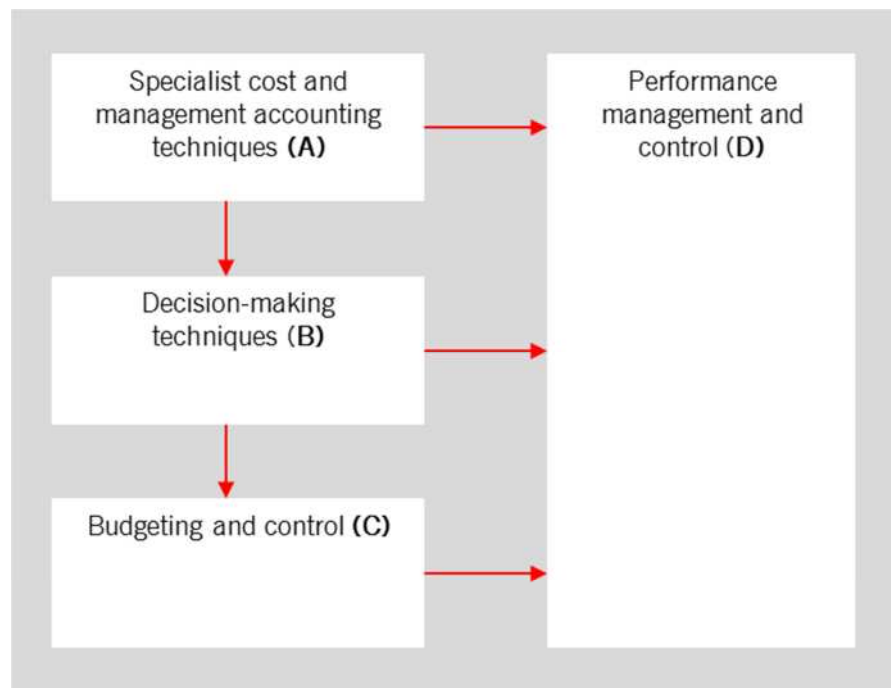 Specialist cost and
management accounting
techniques (A)
Performance
management and
control (D)
Decision-making
techniques (B)
Budgeting and control (C)